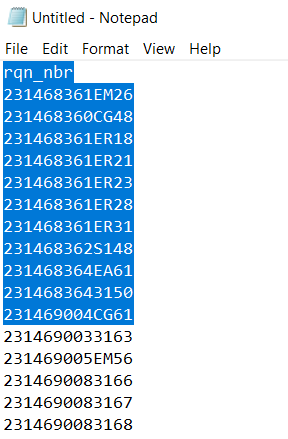 Untitled - Notepad
File Edit Format View Help
rqn_nbr
231468361EM26
231468360CG48
231468361ER18
231468361ER21
231468361ER23
231468361ER28
231468361ER31
231468362S148
231468364EA61
2314683643150
231469004CG61
2314690033163
231469005EM56
2314690083166
2314690083167
2314690083168